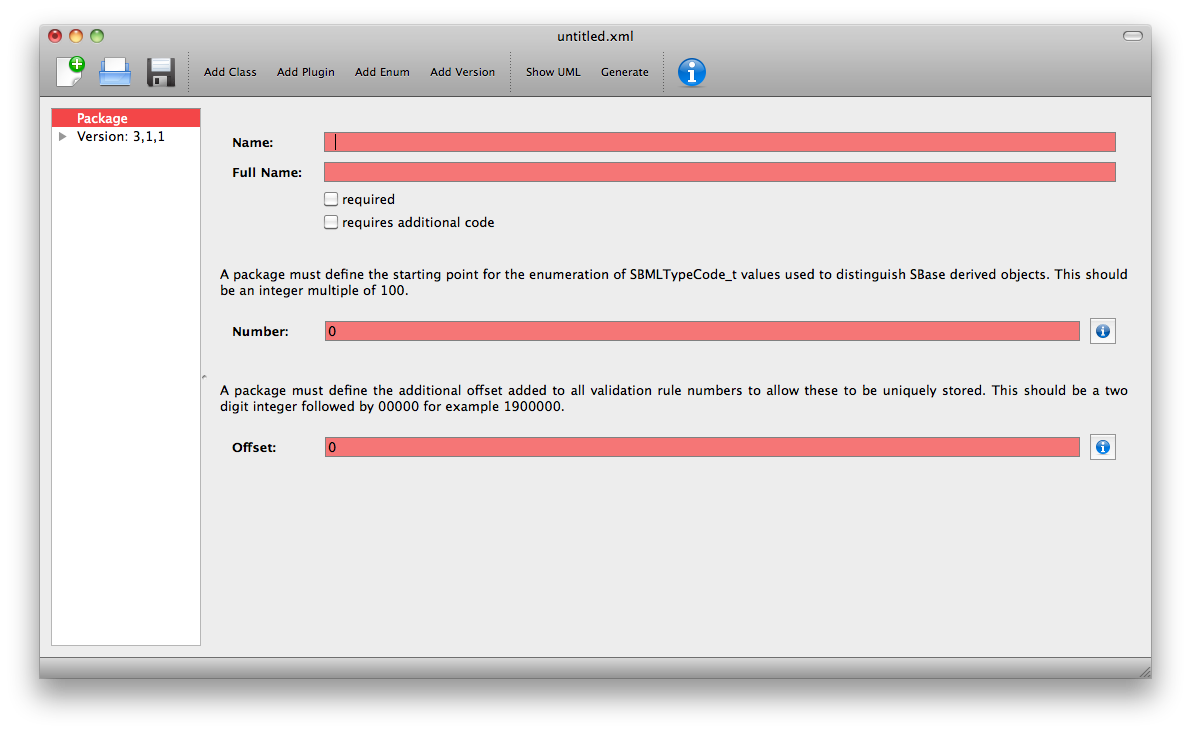 untitled.xml
Add Class Add Plugin Add Enum Add Version Show UML Generate
Package
Version: 3,1,1
Name:
Full Name:
required
requires additional code
A package must define the starting point for the enumeration of SBMLTypeCode_t values used to distinguish SBase derived objects. This should
be an integer multiple of 100.
Number: 0
A package must define the additional offset added to all validation rule numbers to allow these to be uniquely stored. This should be a two
digit integer followed by 00000 for example 1900000.
Offset: 0